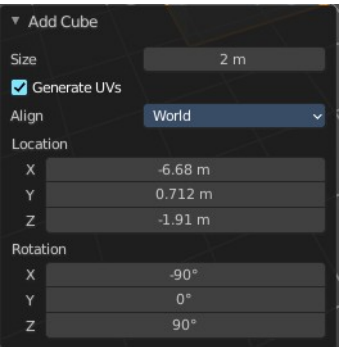 Add Cube
Size 2 m
Generate UVs
Align World
Location
X -6.68 m
Y 0.712 m
Z -1.91 m
Rotation
X -90°
Y 0°
Z 90°